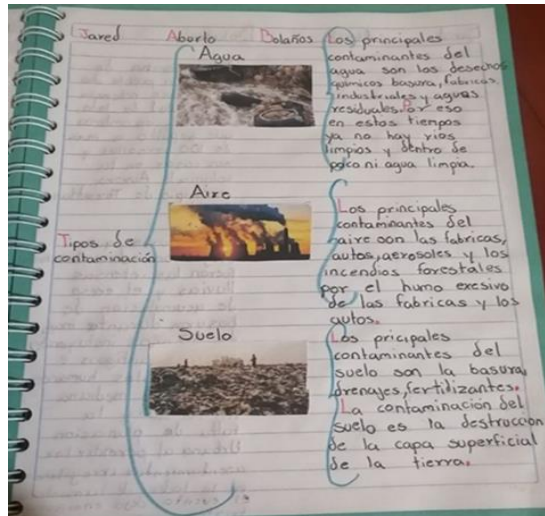 Jared Aburto Bolaños
Agua
Los principales
contaminantes del
agua son los desechos
quimicos basura, fabricas
industriales y aguas
residuales. Por eso
en estos tiempos
ya no hay rios
limpios y dentro de
poco ni agua limpia.
Tipos de
contaminación
Aire
Los principales
contaminantes del
aire son las fabricas,
autos, aerosoles y los
incendios forestales
por el humo exesivo
de las fabricas y los
autos.
Suelo
Los pricipales
contaminantes del
suelo son la basura,
drenajes, fertilizantes.
La contaminación del
suelo es la destrucción
de la capa superficial
de la tierra.